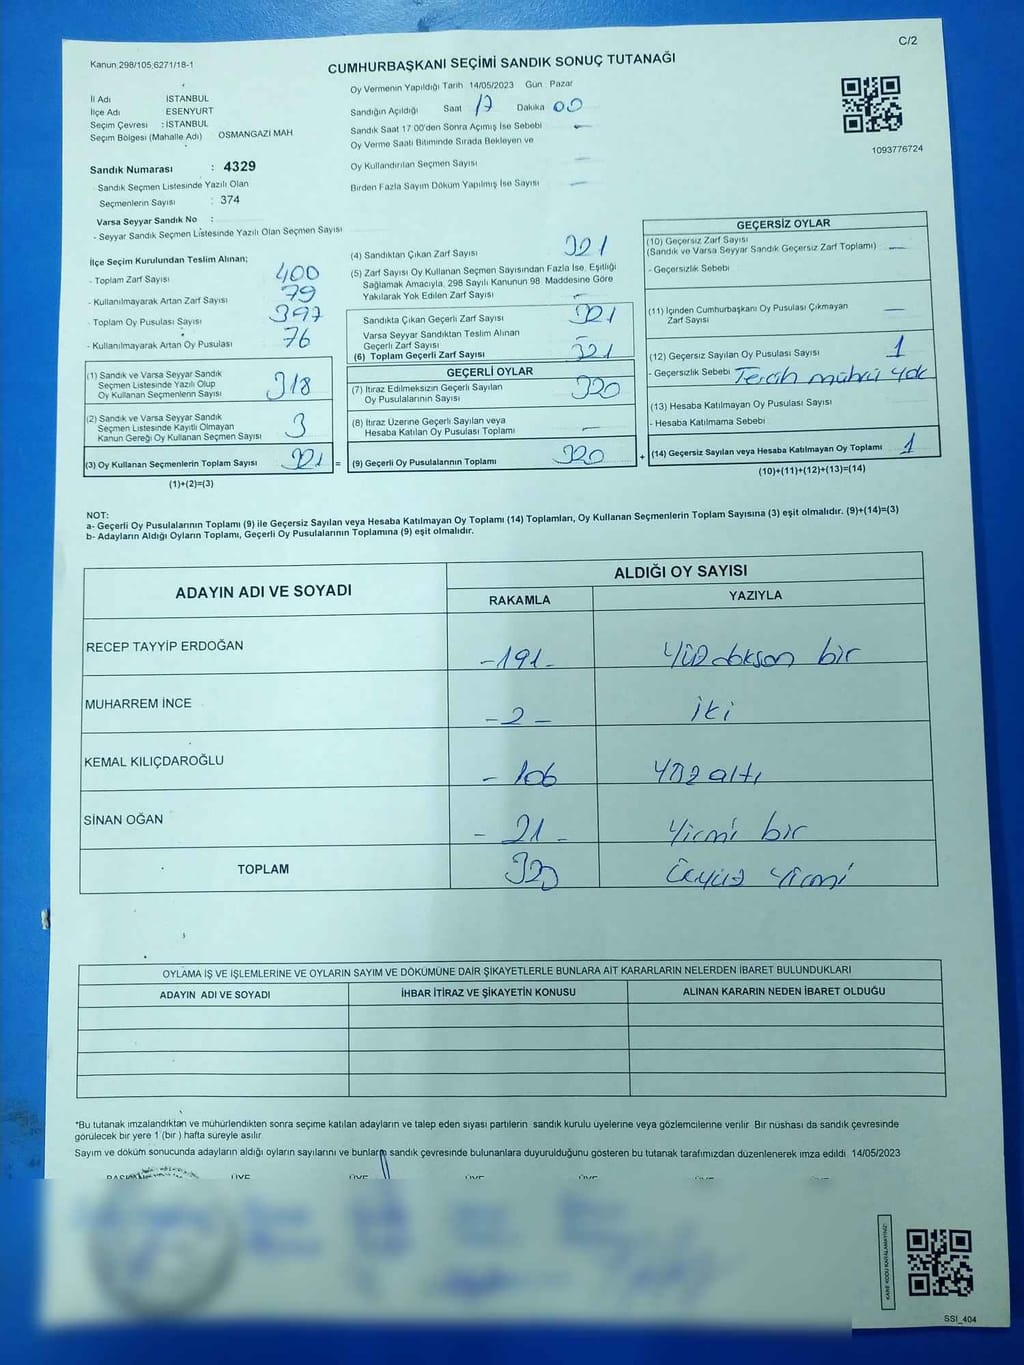 C/2
Kanun:298/105;6271/18-1
CUMHURBAŞKANI SEÇİMİ SANDIK SONUÇ TUTANAĞI
İl Adı İSTANBUL
İlçe Adı ESENYURT
Seçim Çevresi : İSTANBUL
Seçim Bölgesi (Mahalle Adı) OSMANGAZİ MAH
Sandık Numarası : 4329
Sandık Seçmen Listesinde Yazılı Olan
Seçmenlerin Sayısı : 374
Varsa Seyyar Sandık No :
- Seyyar Sandık Seçmen Listesinde Yazılı Olan Seçmen Sayısı
Oy Vermenin Yapıldığı Tarih 14/05/2023 Gün Pazar
Sandığın Açıldığı Saat 17 Dakika 00
Sandık Saat 17:00'den Sonra Açımış İse Sebebi -
Oy Verme Saati Bitiminde Sırada Bekleyen ve
Oy Kullandırılan Seçmen Sayısı -
Birden Fazla Sayım Döküm Yapılmış İse Sayısı -
1093776724
İlçe Seçim Kurulundan Teslim Alınan;
- Toplam Zarf Sayısı 400
- Kullanılmayarak Artan Zarf Sayısı 79
- Toplam Oy Pusulası Sayısı 397
- Kullanılmayarak Artan Oy Pusulası 76
(1) Sandık ve Varsa Seyyar Sandık
Seçmen Listesinde Yazılı Olup
Oy Kullanan Seçmenlerin Sayısı 318
(2) Sandık ve Varsa Seyyar Sandık
Seçmen Listesinde Kayıtlı Olmayan
Kanun Gereği Oy Kullanan Seçmen Sayısı 3
(3) Oy Kullanan Seçmenlerin Toplam Sayısı 321 =
(1)+(2)=(3)
(4) Sandıktan Çıkan Zarf Sayısı 321
(5) Zarf Sayısı Oy Kullanan Seçmen Sayısından Fazla İse, Eşitliği
Sağlamak Amacıyla, 298 Sayılı Kanunun 98. Maddesine Göre
Yakılarak Yok Edilen Zarf Sayısı -
Sandıkta Çıkan Geçerli Zarf Sayısı 321
Varsa Seyyar Sandıktan Teslim Alınan
Geçerli Zarf Sayısı -
(6) Toplam Geçerli Zarf Sayısı 321
GEÇERLİ OYLAR
(7) İtiraz Edilmeksizin Geçerli Sayılan
Oy Pusulalarının Sayısı 320
(8) İtiraz Üzerine Geçerli Sayılan veya
Hesaba Katılan Oy Pusulası Toplamı -
(9) Geçerli Oy Pusulalarının Toplamı 320 +
GEÇERSİZ OYLAR
(10) Geçersiz Zarf Sayısı
(Sandık ve Varsa Seyyar Sandık Geçersiz Zarf Toplamı) -
- Geçersizlik Sebebi
(11) İçinden Cumhurbaşkanı Oy Pusulası Çıkmayan
Zarf Sayısı -
(12) Geçersiz Sayılan Oy Pusulası Sayısı 1
- Geçersizlik Sebebi Tercih mührü yok
(13) Hesaba Katılmayan Oy Pusulası Sayısı
- Hesaba Katılmama Sebebi
(14) Geçersiz Sayılan veya Hesaba Katılmayan Oy Toplamı 1
(10)+(11)+(12)+(13)=(14)
NOT:
a- Geçerli Oy Pusulalarının Toplamı (9) ile Geçersiz Sayılan veya Hesaba Katılmayan Oy Toplamı (14) Toplamları, Oy Kullanan Seçmenlerin Toplam Sayısına (3) eşit olmalıdır. (9)+(14)=(3)
b- Adayların Aldığı Oyların Toplamı, Geçerli Oy Pusulalarının Toplamına (9) eşit olmalıdır.
ADAYIN ADI VE SOYADI ALDIĞI OY SAYISI
RAKAMLA YAZIYLA
RECEP TAYYİP ERDOĞAN -191- Yüzdoksan bir
MUHARREM İNCE -2- iki
KEMAL KILIÇDAROĞLU - 106 yüz altı
SİNAN OĞAN - 21 - Yirmi bir
TOPLAM 320 Üçyüz yirmi
OYLAMA İŞ VE İŞLEMLERİNE VE OYLARIN SAYIM VE DÖKÜMÜNE DAİR ŞİKAYETLERLE BUNLARA AİT KARARLARIN NELERDEN İBARET BULUNDUKLARI
ADAYIN ADI VE SOYADI İHBAR İTİRAZ VE ŞİKAYETİN KONUSU ALINAN KARARIN NEDEN İBARET OLDUĞU
*Bu tutanak imzalandıktan ve mühürlendikten sonra seçime katılan adayların ve talep eden siyasi partilerin sandık kurulu üyelerine veya gözlemcilerine verilir. Bir nüshası da sandık çevresinde
görülecek bir yere 1 (bir ) hafta süreyle asılır.
Sayım ve döküm sonucunda adayların aldığı oyların sayılarını ve bunların sandık çevresinde bulunanlara duyurulduğunu gösteren bu tutanak tarafımızdan düzenlenerek imza edildi. 14/05/2023
BAŞKAN ÜYE ÜYE ÜYE ÜYE ÜYE ÜYE
KARE KODU KARALAMAYINIZ!
SSI_404